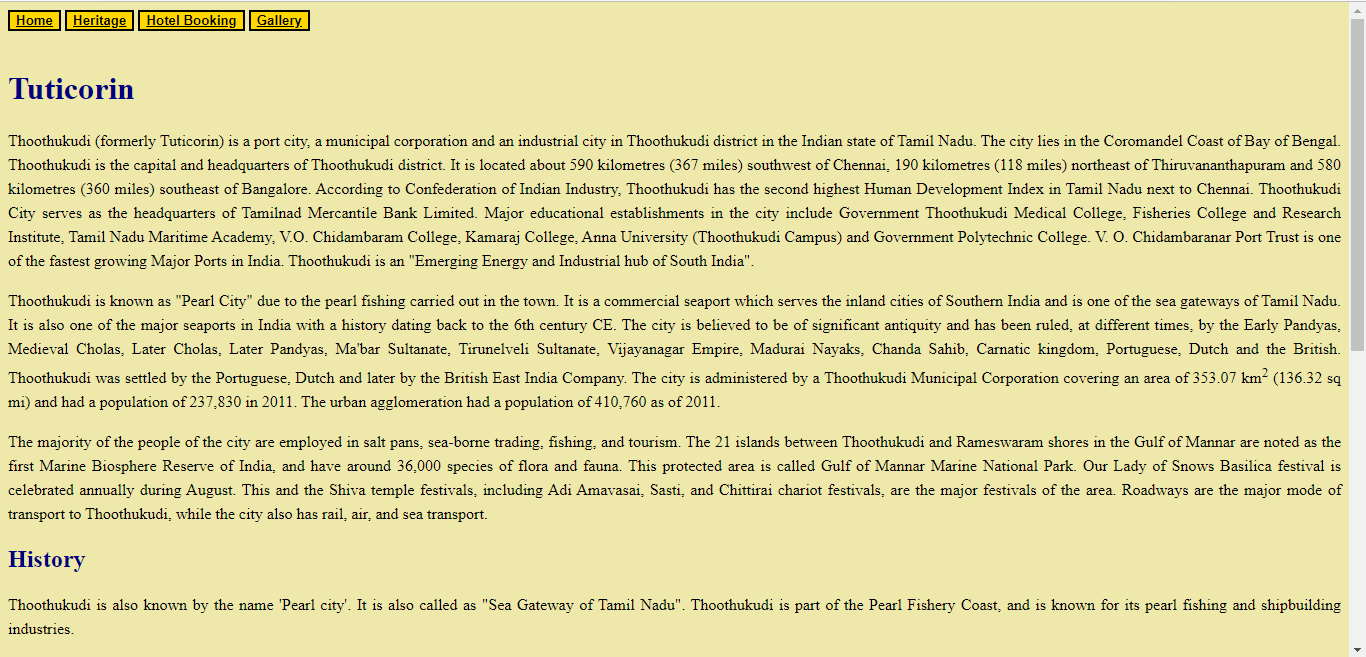 Home Heritage Hotel Booking Gallery
Tuticorin
Thoothukudi (formerly Tuticorin) is a port city, a municipal corporation and an industrial city in Thoothukudi district in the Indian state of Tamil Nadu. The city lies in the Coromandel Coast of Bay of Bengal.
Thoothukudi is the capital and headquarters of Thoothukudi district. It is located about 590 kilometres (367 miles) southwest of Chennai, 190 kilometres (118 miles) northeast of Thiruvananthapuram and 580
kilometres (360 miles) southeast of Bangalore. According to Confederation of Indian Industry, Thoothukudi has the second highest Human Development Index in Tamil Nadu next to Chennai. Thoothukudi
City serves as the headquarters of Tamilnad Mercantile Bank Limited. Major educational establishments in the city include Government Thoothukudi Medical College, Fisheries College and Research
Institute, Tamil Nadu Maritime Academy, V.O. Chidambaram College, Kamaraj College, Anna University (Thoothukudi Campus) and Government Polytechnic College. V. O. Chidambaranar Port Trust is one
of the fastest growing Major Ports in India. Thoothukudi is an "Emerging Energy and Industrial hub of South India".
Thoothukudi is known as "Pearl City" due to the pearl fishing carried out in the town. It is a commercial seaport which serves the inland cities of Southern India and is one of the sea gateways of Tamil Nadu.
It is also one of the major seaports in India with a history dating back to the 6th century CE. The city is believed to be of significant antiquity and has been ruled, at different times, by the Early Pandyas,
Medieval Cholas, Later Cholas, Later Pandyas, Ma'bar Sultanate, Tirunelveli Sultanate, Vijayanagar Empire, Madurai Nayaks, Chanda Sahib, Carnatic kingdom, Portuguese, Dutch and the British.
Thoothukudi was settled by the Portuguese, Dutch and later by the British East India Company. The city is administered by a Thoothukudi Municipal Corporation covering an area of 353.07 km² (136.32 sq
mi) and had a population of 237,830 in 2011. The urban agglomeration had a population of 410,760 as of 2011.
The majority of the people of the city are employed in salt pans, sea-borne trading, fishing, and tourism. The 21 islands between Thoothukudi and Rameswaram shores in the Gulf of Mannar are noted as the
first Marine Biosphere Reserve of India, and have around 36,000 species of flora and fauna. This protected area is called Gulf of Mannar Marine National Park. Our Lady of Snows Basilica festival is
celebrated annually during August. This and the Shiva temple festivals, including Adi Amavasai, Sasti, and Chittirai chariot festivals, are the major festivals of the area. Roadways are the major mode of
transport to Thoothukudi, while the city also has rail, air, and sea transport.
History
Thoothukudi is also known by the name 'Pearl city'. It is also called as "Sea Gateway of Tamil Nadu". Thoothukudi is part of the Pearl Fishery Coast, and is known for its pearl fishing and shipbuilding
industries.